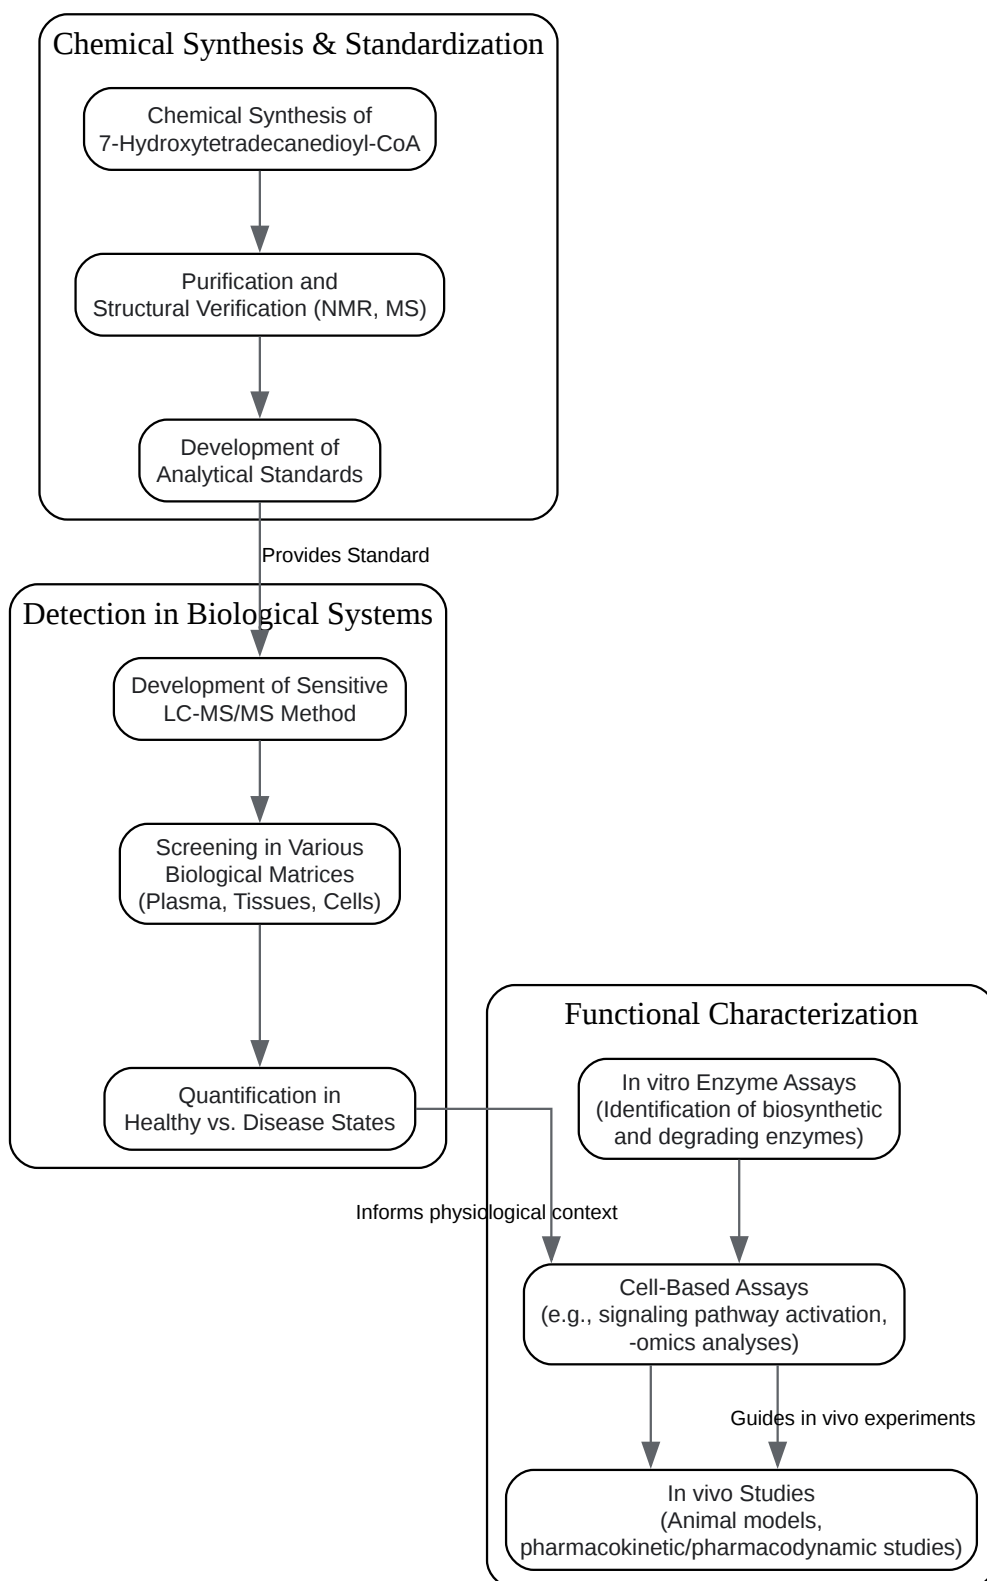 Chemical Synthesis & Standardization
Chemical Synthesis of
7-Hydroxytetradecanedioyl-CoA
Purification and
Structural Verification (NMR, MS)
Development of
Analytical Standards
Provides Standard
Detection in Biological Systems
Development of Sensitive
LC-MS/MS Method
Screening in Various
Biological Matrices
(Plasma, Tissues, Cells)
Quantification in
Healthy vs. Disease States
Informs physiological context
Functional Characterization
In vitro Enzyme Assays
(Identification of biosynthetic
and degrading enzymes)
Cell-Based Assays
(e.g., signaling pathway activation,
-omics analyses)
Guides in vivo experiments
In vivo Studies
(Animal models,
pharmacokinetic/pharmacodynamic studies)